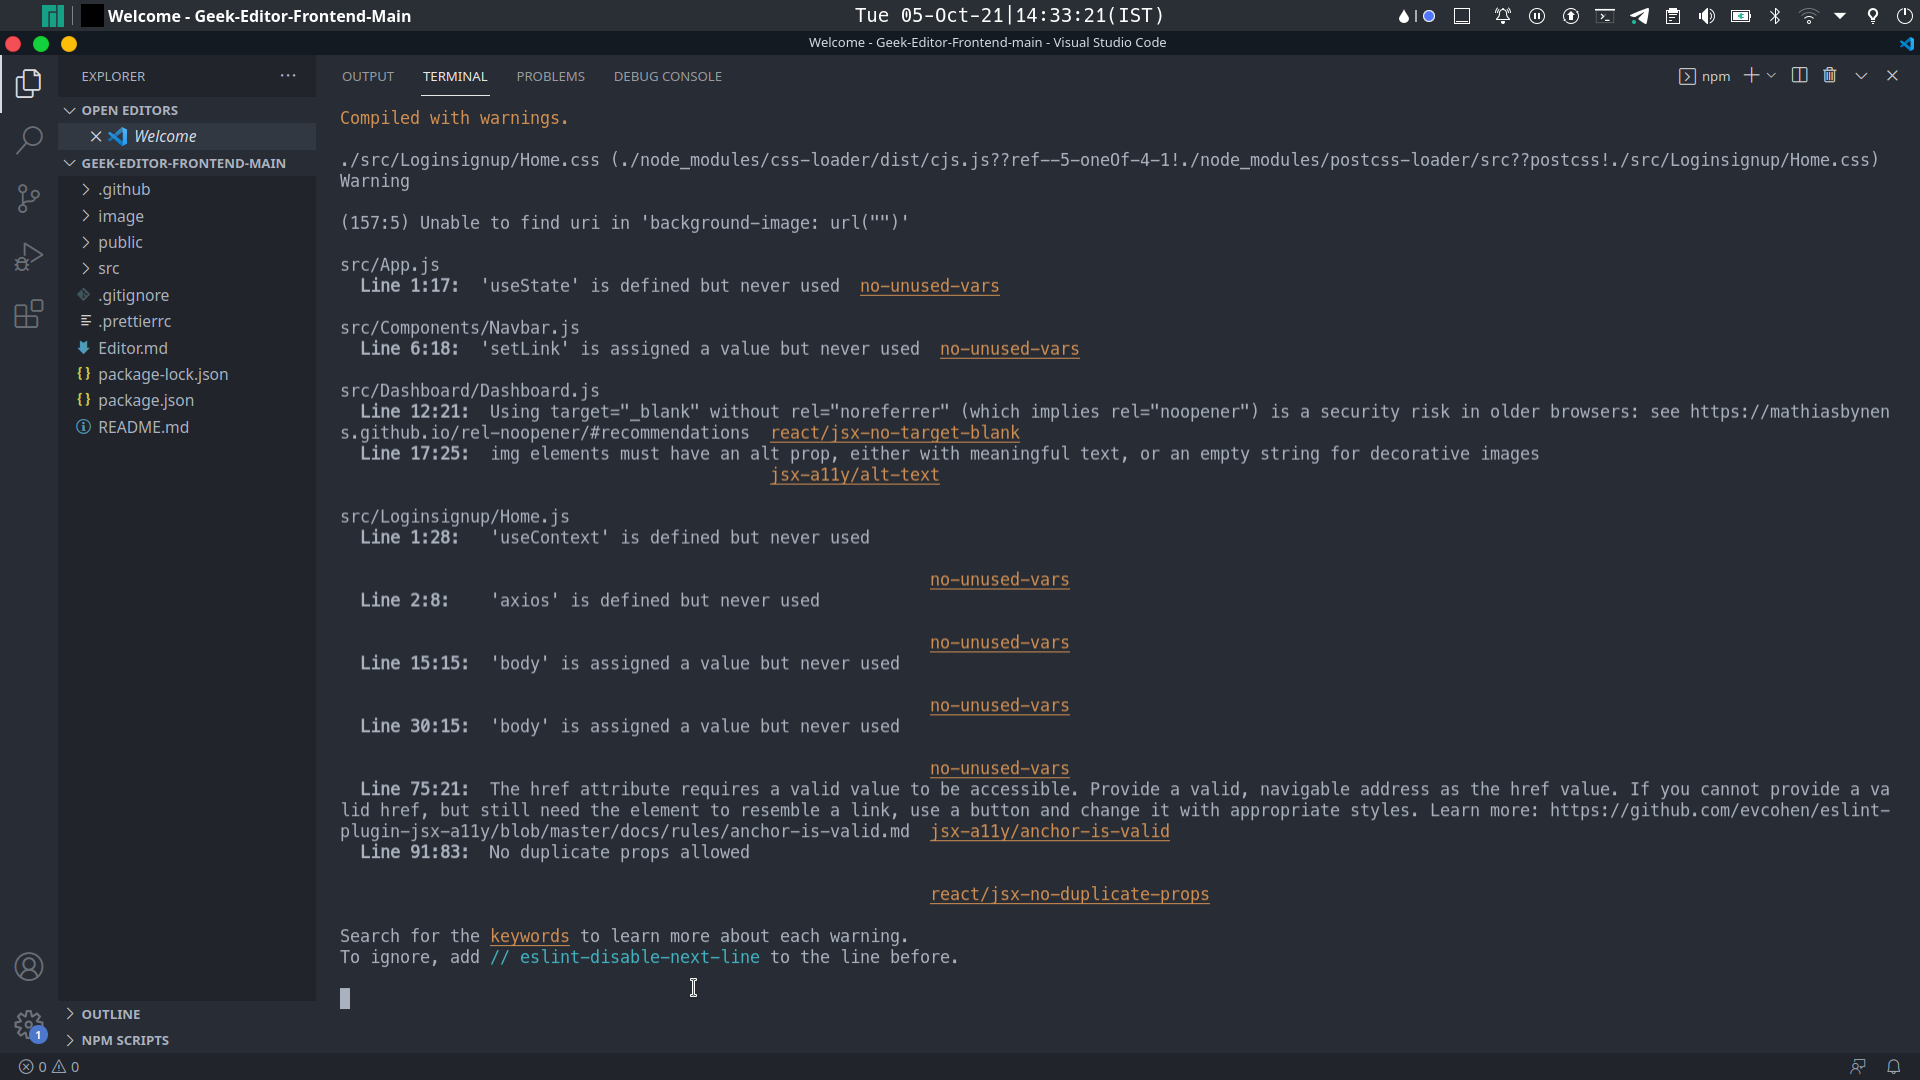 Welcome - Geek-Editor-Frontend-Main
Tue 05-Oct-21|14:33:21(IST)
Welcome - Geek-Editor-Frontend-main - Visual Studio Code
EXPLORER
OPEN EDITORS
Welcome
GEEK-EDITOR-FRONTEND-MAIN
.github
image
public
src
.gitignore
.prettierrc
Editor.md
package-lock.json
package.json
README.md
OUTLINE
NPM SCRIPTS
1
OUTPUT TERMINAL PROBLEMS DEBUG CONSOLE
npm
Compiled with warnings.
./src/Loginsignup/Home.css (./node_modules/css-loader/dist/cjs.js??ref--5-oneOf-4-1!./node_modules/postcss-loader/src??postcss!./src/Loginsignup/Home.css)
Warning
(157:5) Unable to find uri in 'background-image: url("")'
src/App.js
Line 1:17: 'useState' is defined but never used no-unused-vars
src/Components/Navbar.js
Line 6:18: 'setLink' is assigned a value but never used no-unused-vars
src/Dashboard/Dashboard.js
Line 12:21: Using target="_blank" without rel="noreferrer" (which implies rel="noopener") is a security risk in older browsers: see https://mathiasbynen
s.github.io/rel-noopener/#recommendations react/jsx-no-target-blank
Line 17:25: img elements must have an alt prop, either with meaningful text, or an empty string for decorative images
jsx-a11y/alt-text
src/Loginsignup/Home.js
Line 1:28: 'useContext' is defined but never used
no-unused-vars
Line 2:8: 'axios' is defined but never used
no-unused-vars
Line 15:15: 'body' is assigned a value but never used
no-unused-vars
Line 30:15: 'body' is assigned a value but never used
no-unused-vars
Line 75:21: The href attribute requires a valid value to be accessible. Provide a valid, navigable address as the href value. If you cannot provide a va
lid href, but still need the element to resemble a link, use a button and change it with appropriate styles. Learn more: https://github.com/evcohen/eslint-
plugin-jsx-a11y/blob/master/docs/rules/anchor-is-valid.md jsx-a11y/anchor-is-valid
Line 91:83: No duplicate props allowed
react/jsx-no-duplicate-props
Search for the keywords to learn more about each warning.
To ignore, add // eslint-disable-next-line to the line before.
0 0